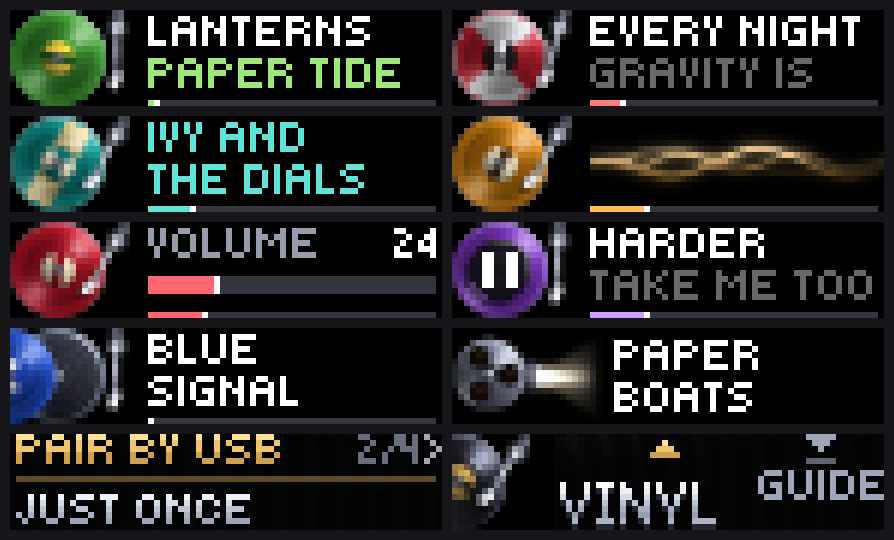 LANTERNS
PAPER TIDE
EVERY NIGHT
GRAVITY IS
IVY AND
THE DIALS
VOLUME 24
HARDER
TAKE ME TOO
BLUE
SIGNAL
PAPER
BOATS
PAIR BY USB 2/4>
JUST ONCE
VINYL
GUIDE